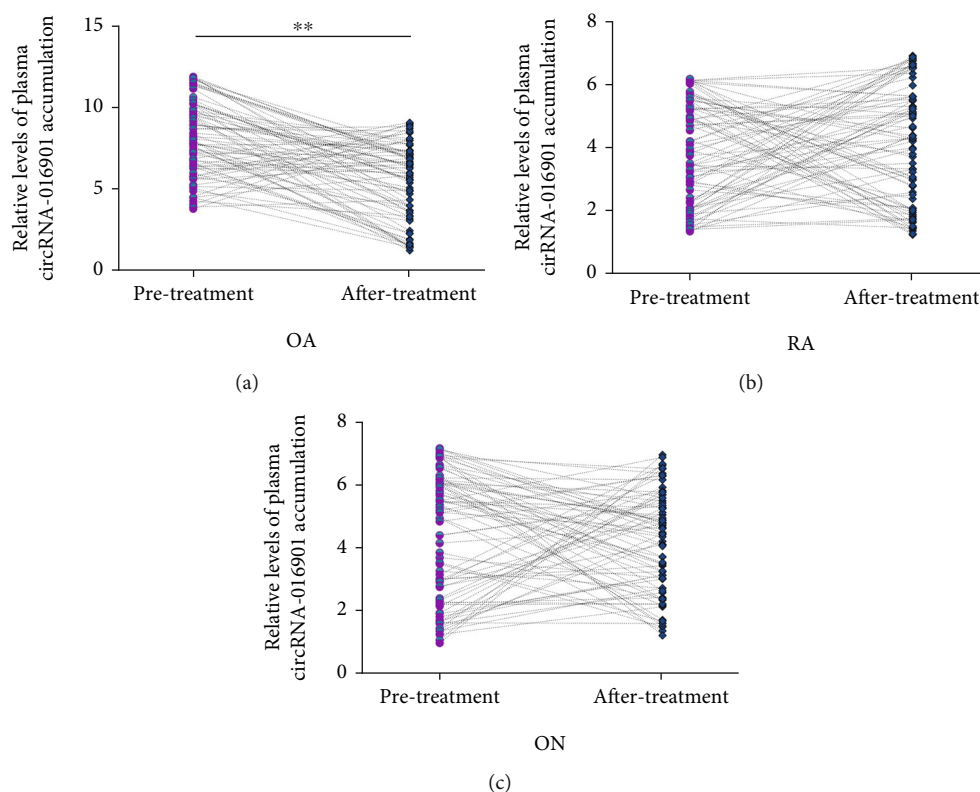 Relative levels of plasma
circRNA-016901 accumulation
15
10
5
0
**
Pre-treatment
After-treatment
OA
(a)
Relative levels of plasma
cirRNA-016901 accumulation
8
6
4
2
0
Pre-treatment
After-treatment
RA
(b)
Relative levels of plasma
circRNA-016901 accumulation
8
6
4
2
0
Pre-treatment
After-treatment
ON
(c)